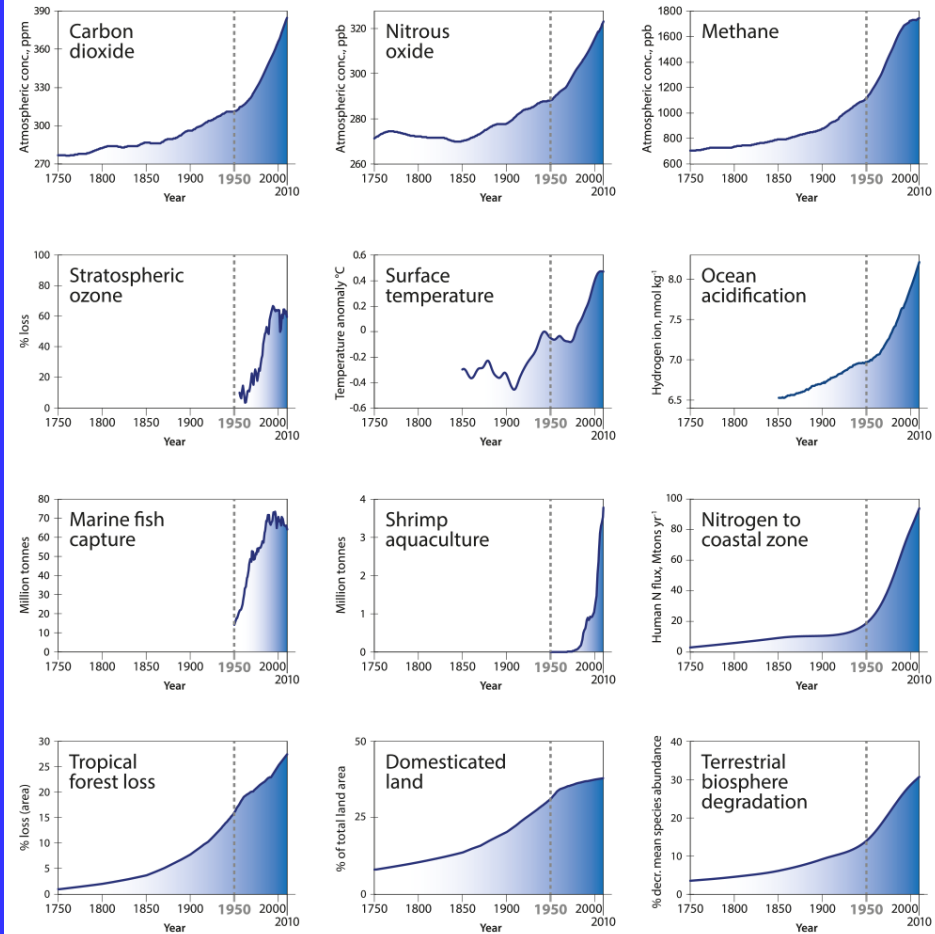 Carbon
dioxide
Atmospheric conc., ppm
390
360
330
300
270
1750 1800 1850 1900 1950 2000
2010
Year
Nitrous
oxide
Atmospheric conc., ppb
320
300
280
260
1750 1800 1850 1900 1950 2000
2010
Year
Methane
Atmospheric conc., ppb
1800
1600
1400
1200
1000
800
600
1750 1800 1850 1900 1950 2000
2010
Year
Stratospheric
ozone
% loss
100
80
60
40
20
0
1750 1800 1850 1900 1950 2000
2010
Year
Surface
temperature
Temperature anomaly °C
0.6
0.4
0.2
0
-0.2
-0.4
-0.6
1750 1800 1850 1900 1950 2000
2010
Year
Ocean
acidification
Hydrogen ion, nmol kg⁻¹
8.0
7.5
7.0
6.5
1750 1800 1850 1900 1950 2000
2010
Year
Marine fish
capture
Million tonnes
80
70
60
50
40
30
20
10
0
1750 1800 1850 1900 1950 2000
2010
Year
Shrimp
aquaculture
Million tonnes
4
3
2
1
0
1750 1800 1850 1900 1950 2000
2010
Year
Nitrogen to
coastal zone
Human N flux, Mtons yr⁻¹
100
80
60
40
20
0
1750 1800 1850 1900 1950 2000
2010
Year
Tropical
forest loss
% loss (area)
30
25
20
15
10
5
0
1750 1800 1850 1900 1950 2000
2010
Year
Domesticated
land
% of total land area
50
25
0
1750 1800 1850 1900 1950 2000
2010
Year
Terrestrial
biosphere
degradation
% decr. mean species abundance
40
30
20
10
0
1750 1800 1850 1900 1950 2000
2010
Year